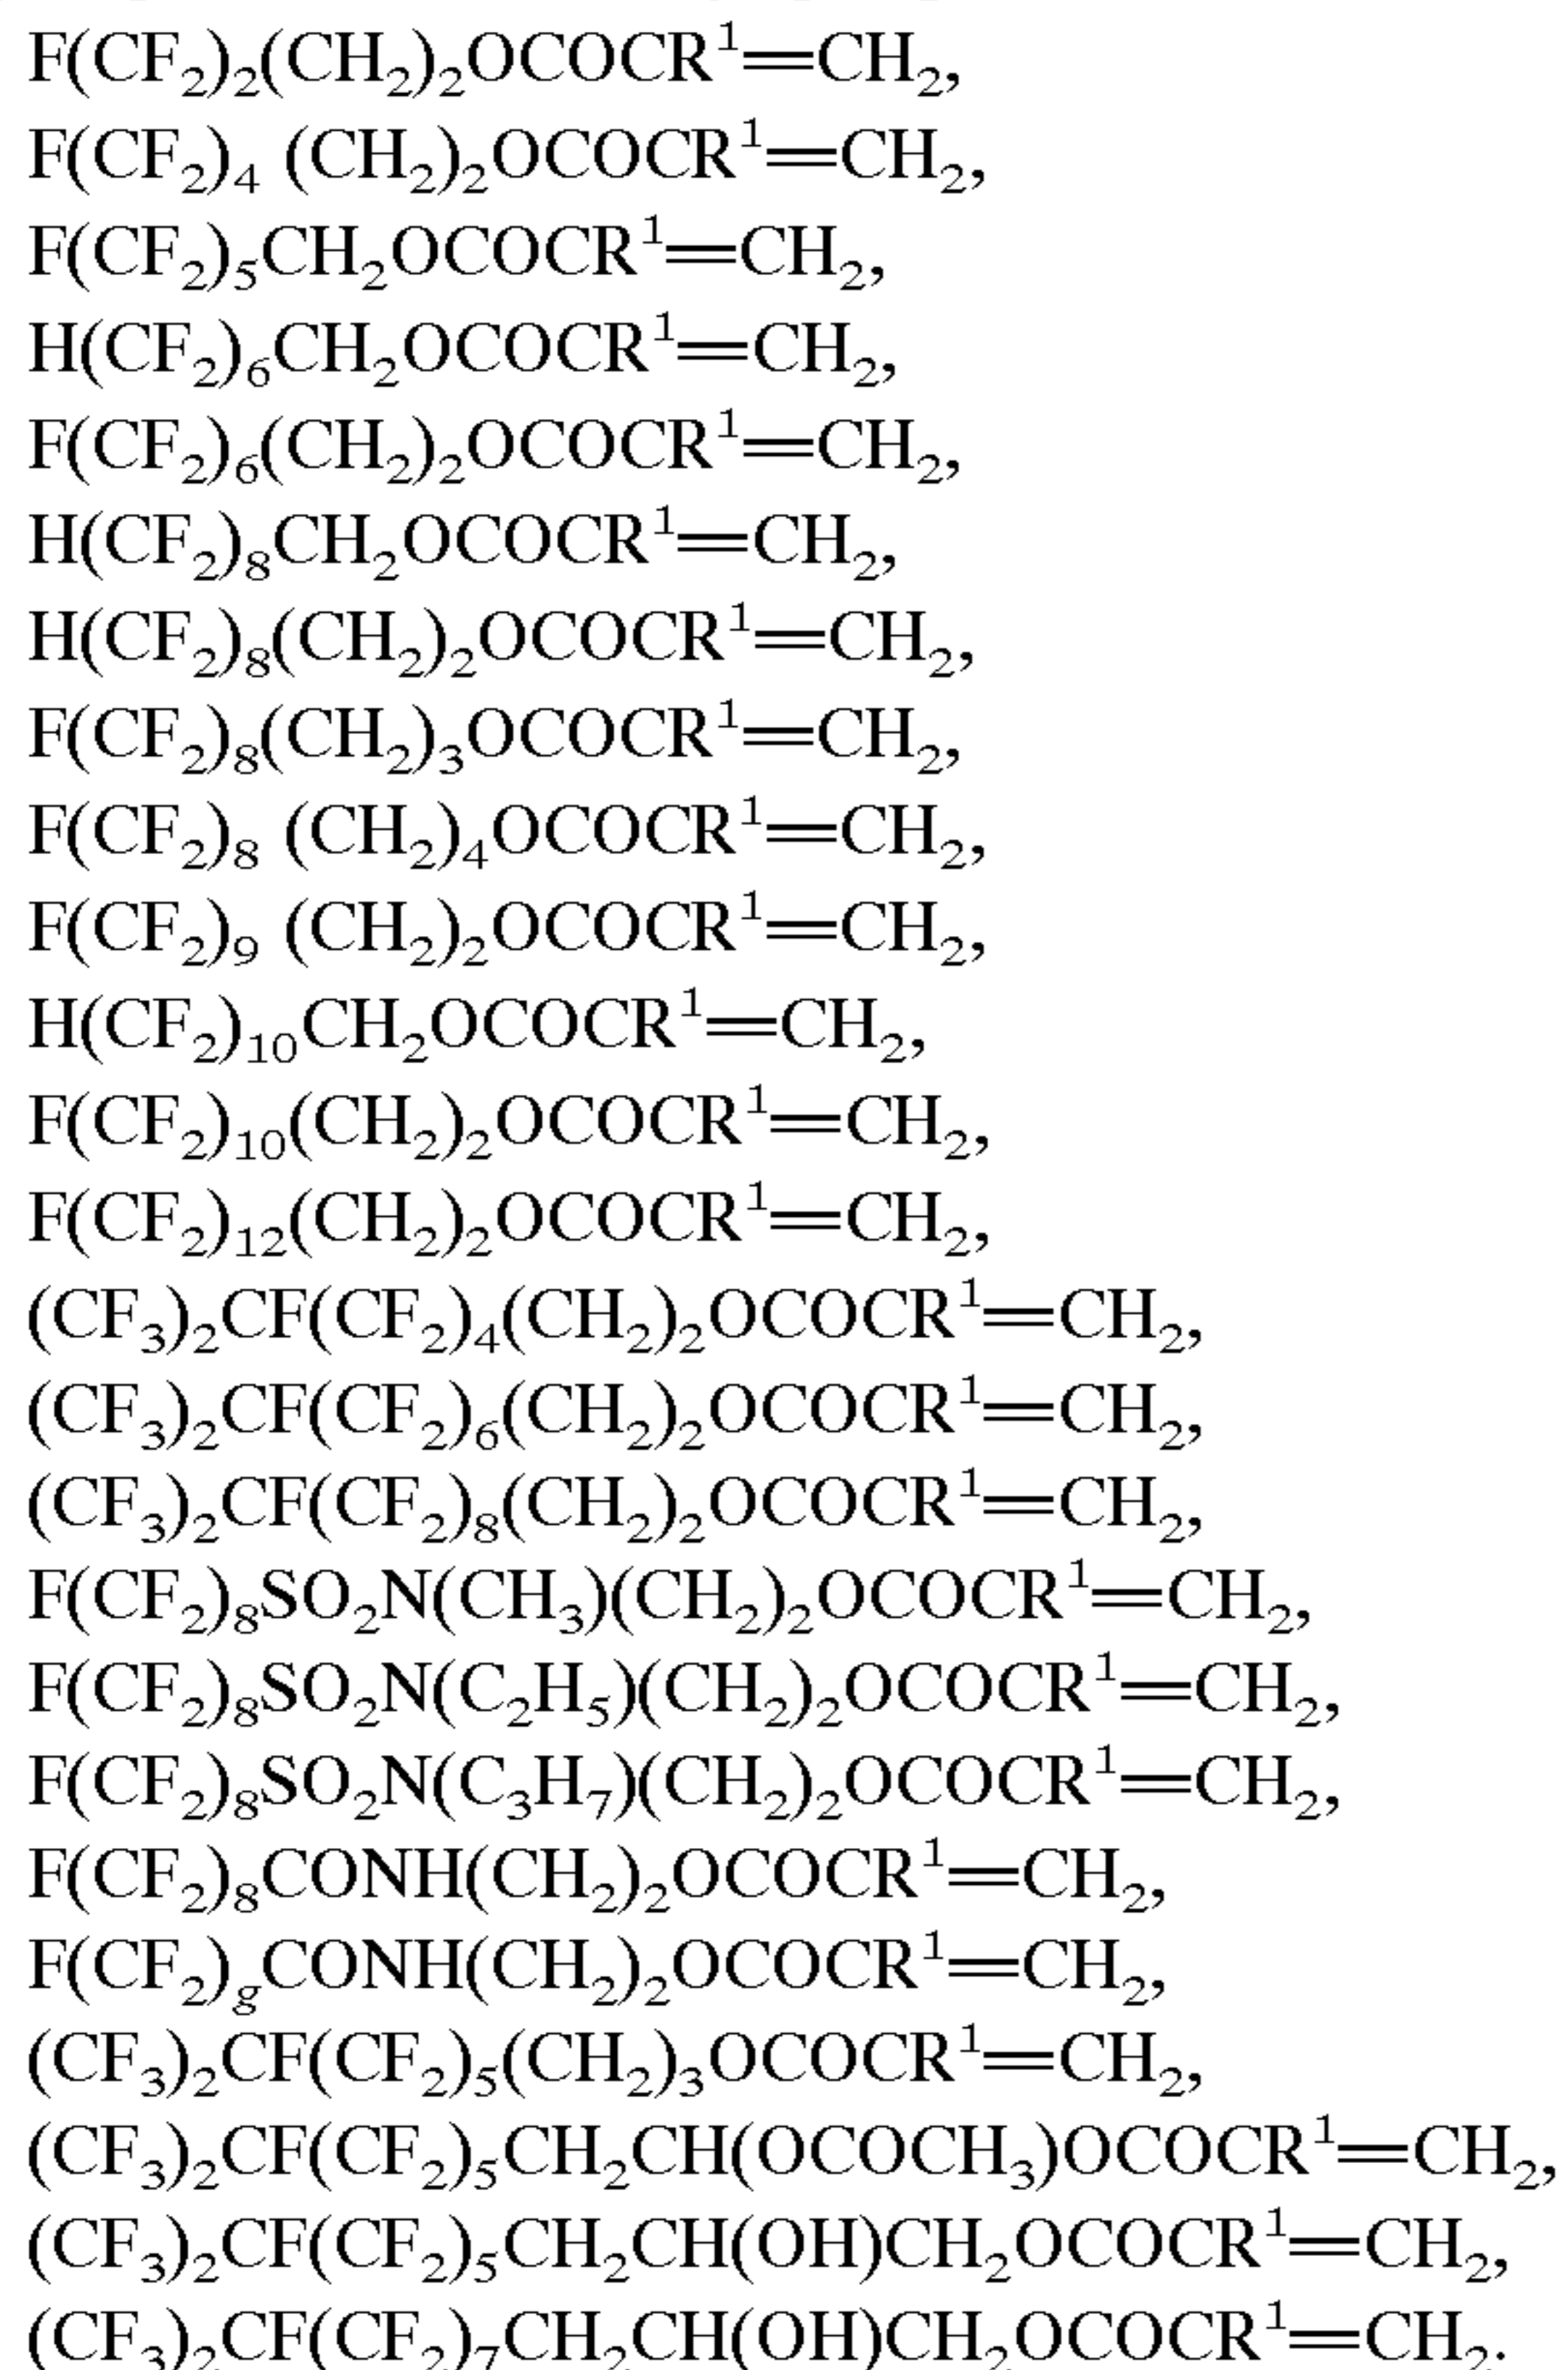 F(CF₂)₂(CH₂)₂OCOCR¹=CH₂,
F(CF₂)₄ (CH₂)₂OCOCR¹=CH₂,
F(CF₂)₅CH₂OCOCR¹=CH₂,
H(CF₂)₆CH₂OCOCR¹=CH₂,
F(CF₂)₆(CH₂)₂OCOCR¹=CH₂,
H(CF₂)₈CH₂OCOCR¹=CH₂,
H(CF₂)₈(CH₂)₂OCOCR¹=CH₂,
F(CF₂)₈(CH₂)₃OCOCR¹=CH₂,
F(CF₂)₈ (CH₂)₄OCOCR¹=CH₂,
F(CF₂)₉ (CH₂)₂OCOCR¹=CH₂,
H(CF₂)₁₀CH₂OCOCR¹=CH₂,
F(CF₂)₁₀(CH₂)₂OCOCR¹=CH₂,
F(CF₂)₁₂(CH₂)₂OCOCR¹=CH₂,
(CF₃)₂CF(CF₂)₄(CH₂)₂OCOCR¹=CH₂,
(CF₃)₂CF(CF₂)₆(CH₂)₂OCOCR¹=CH₂,
(CF₃)₂CF(CF₂)₈(CH₂)₂OCOCR¹=CH₂,
F(CF₂)₈SO₂N(CH₃)(CH₂)₂OCOCR¹=CH₂,
F(CF₂)₈SO₂N(C₂H₅)(CH₂)₂OCOCR¹=CH₂,
F(CF₂)₈SO₂N(C₃H₇)(CH₂)₂OCOCR¹=CH₂,
F(CF₂)₈CONH(CH₂)₂OCOCR¹=CH₂,
F(CF₂)gCONH(CH₂)₂OCOCR¹=CH₂,
(CF₃)₂CF(CF₂)₅(CH₂)₃OCOCR¹=CH₂,
(CF₃)₂CF(CF₂)₅CH₂CH(OCOCH₃)OCOCR¹=CH₂,
(CF₃)₂CF(CF₂)₅CH₂CH(OH)CH₂OCOCR¹=CH₂,
(CF₃)₂CF(CF₂)₇CH₂CH(OH)CH₂OCOCR¹=CH₂.